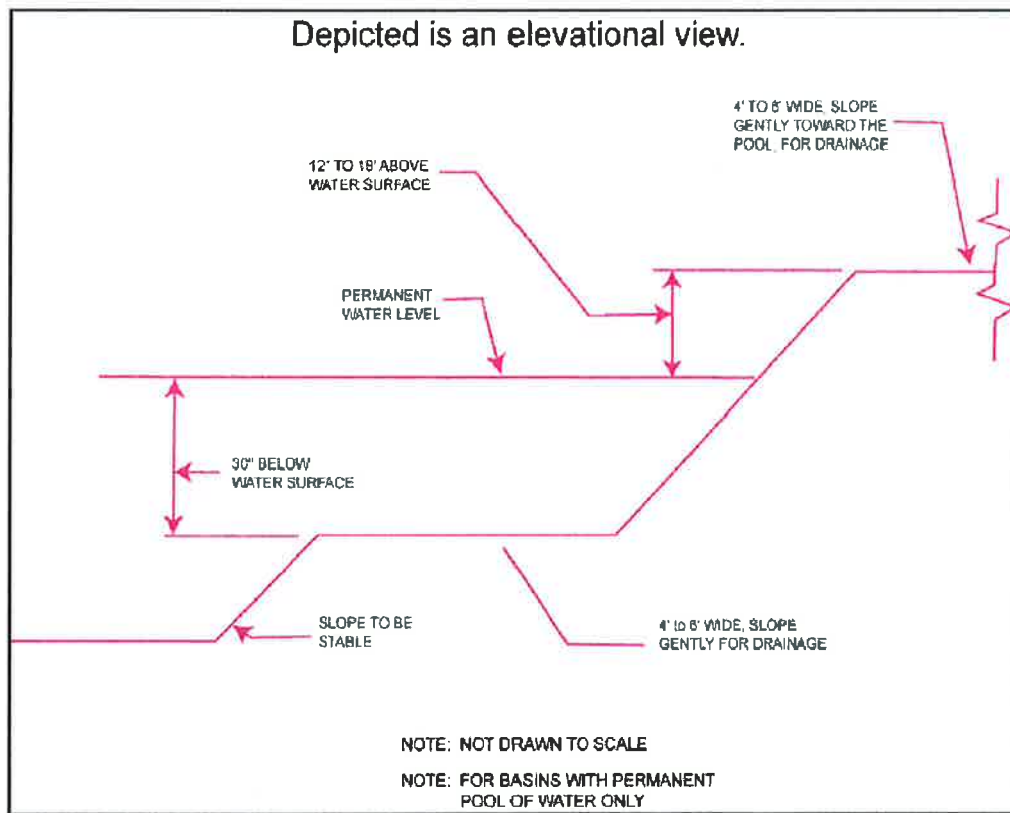 Depicted is an elevational view.
4' TO 6' WIDE, SLOPE
GENTLY TOWARD THE
POOL, FOR DRAINAGE
12" TO 18" ABOVE
WATER SURFACE
PERMANENT
WATER LEVEL
30" BELOW
WATER SURFACE
SLOPE TO BE
STABLE
4' to 6' WIDE, SLOPE
GENTLY FOR DRAINAGE
NOTE: NOT DRAWN TO SCALE
NOTE: FOR BASINS WITH PERMANENT
POOL OF WATER ONLY